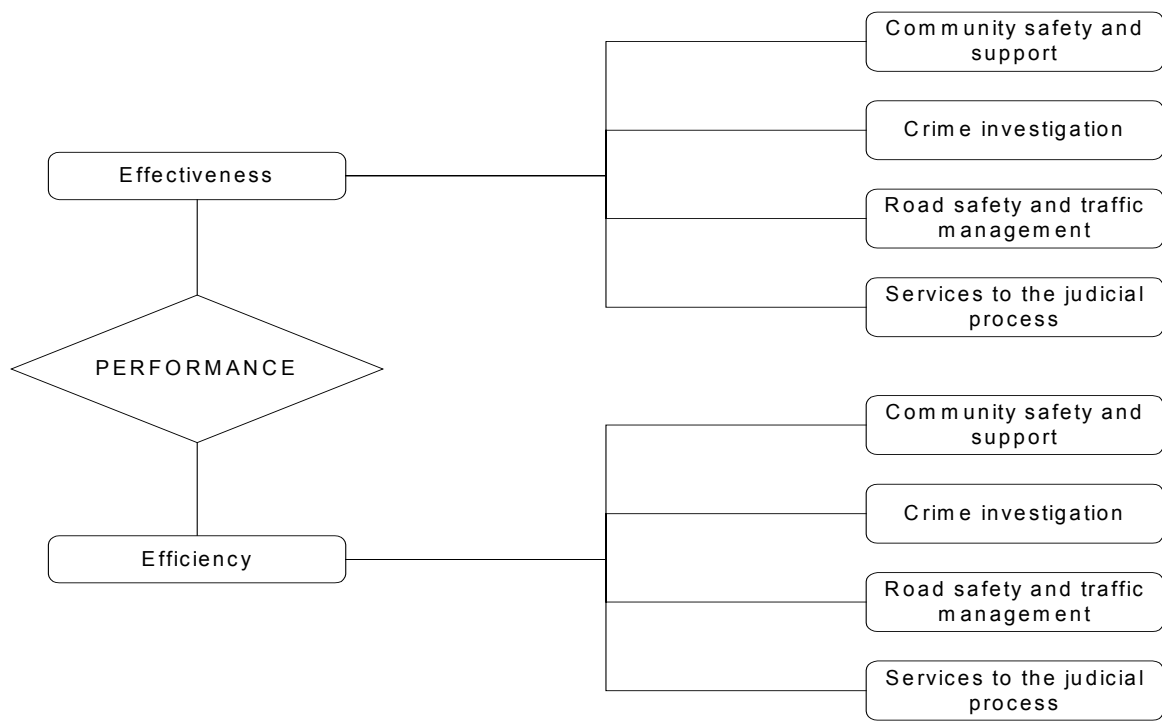 Community safety and
support
Crime investigation
Effectiveness
Road safety and traffic
management
Services to the judicial
process
PERFORMANCE
Community safety and
support
Crime investigation
Efficiency
Road safety and traffic
management
Services to the judicial
process